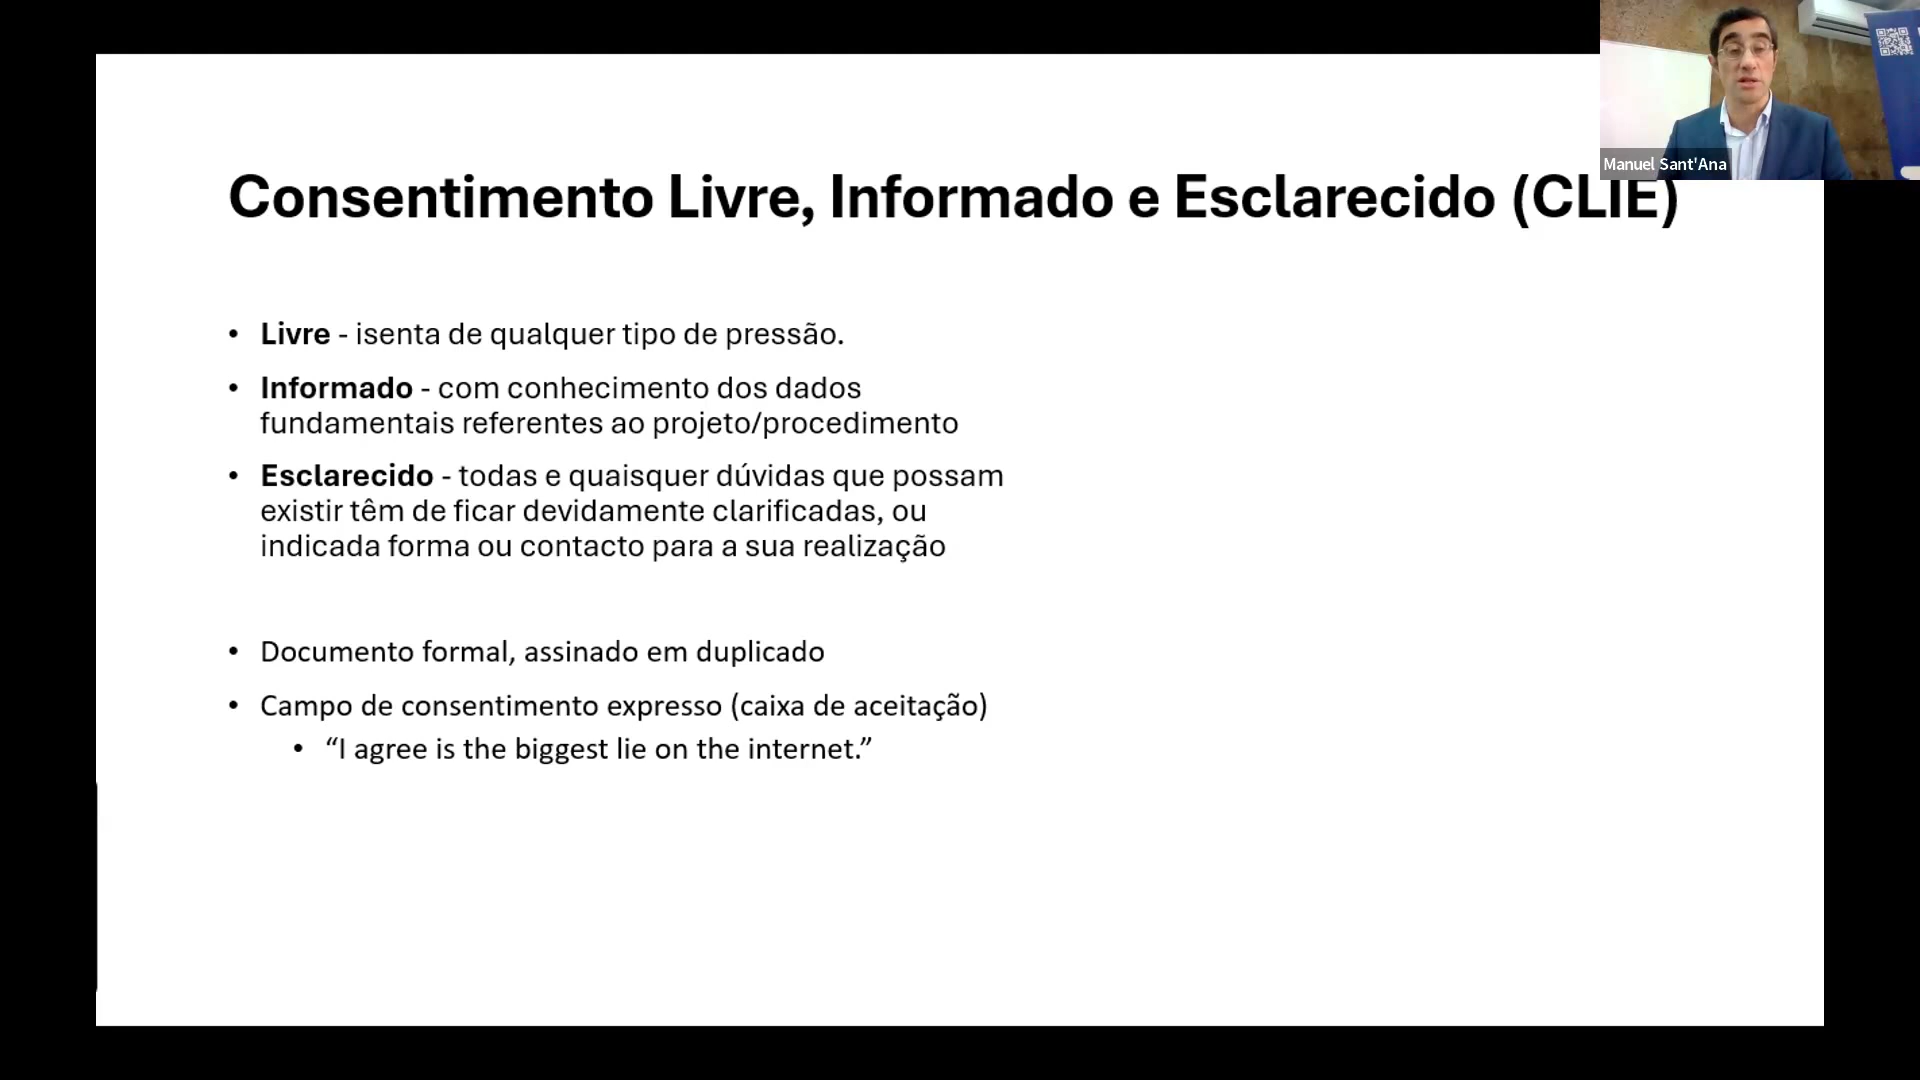 Manuel Sant'Ana
Consentimento Livre, Informado e Esclarecido (CLIE)
• Livre - isenta de qualquer tipo de pressão.
• Informado - com conhecimento dos dados
fundamentais referentes ao projeto/procedimento
• Esclarecido - todas e quaisquer dúvidas que possam
existir têm de ficar devidamente clarificadas, ou
indicada forma ou contacto para a sua realização
• Documento formal, assinado em duplicado
• Campo de consentimento expresso (caixa de aceitação)
• “I agree is the biggest lie on the internet.”